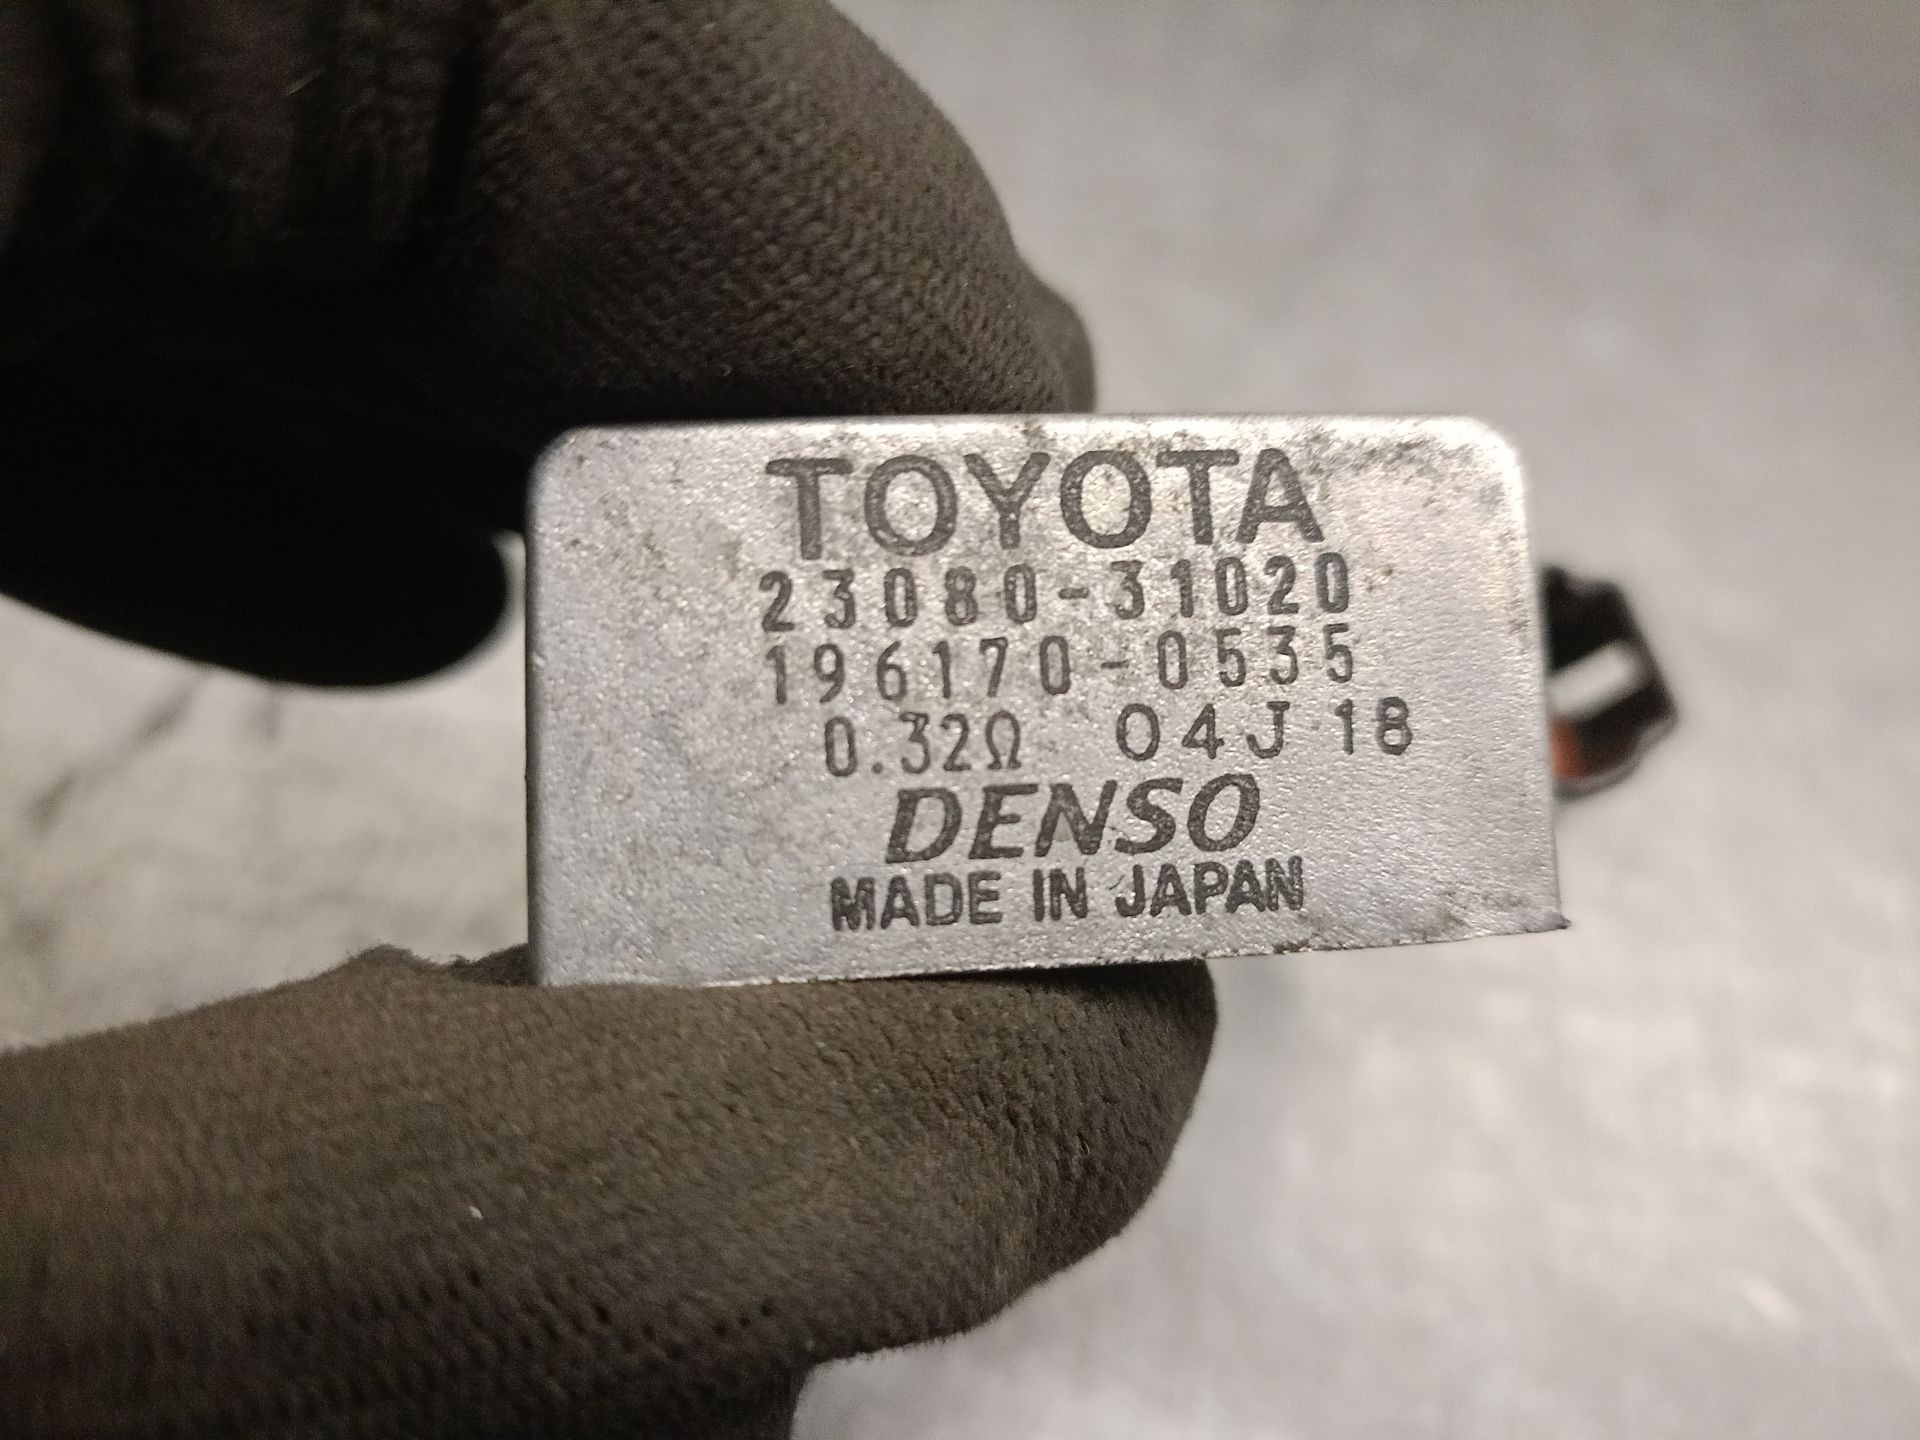 TOYOTA
23080-31020
196170-0535
0.32Ω 04J18
DENSO
MADE IN JAPAN